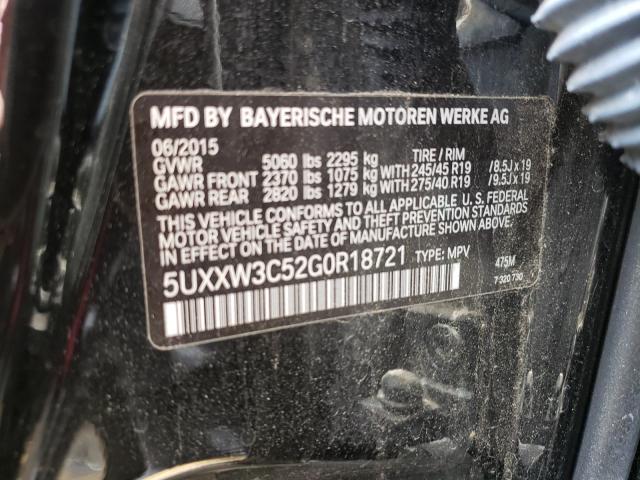 MFD BY BAYERISCHE MOTOREN WERKE AG
06/2015 TIRE / RIM
GVWR 5060 lbs 2295 kg
GAWR FRONT 2370 lbs 1075 kg WITH 245/45 R19 /8.5J x 19
GAWR REAR 2820 lbs 1279 kg WITH 275/40 R19 /9.5J x 19
THIS VEHICLE CONFORMS TO ALL APPLICABLE U. S. FEDERAL
MOTOR VEHICLE SAFETY AND THEFT PREVENTION STANDARDS
IN EFFECT ON THE DATE OF MANUFACTURE SHOWN ABOVE.
5UXXW3C52G0R18721 TYPE: MPV 475M
7 320 730